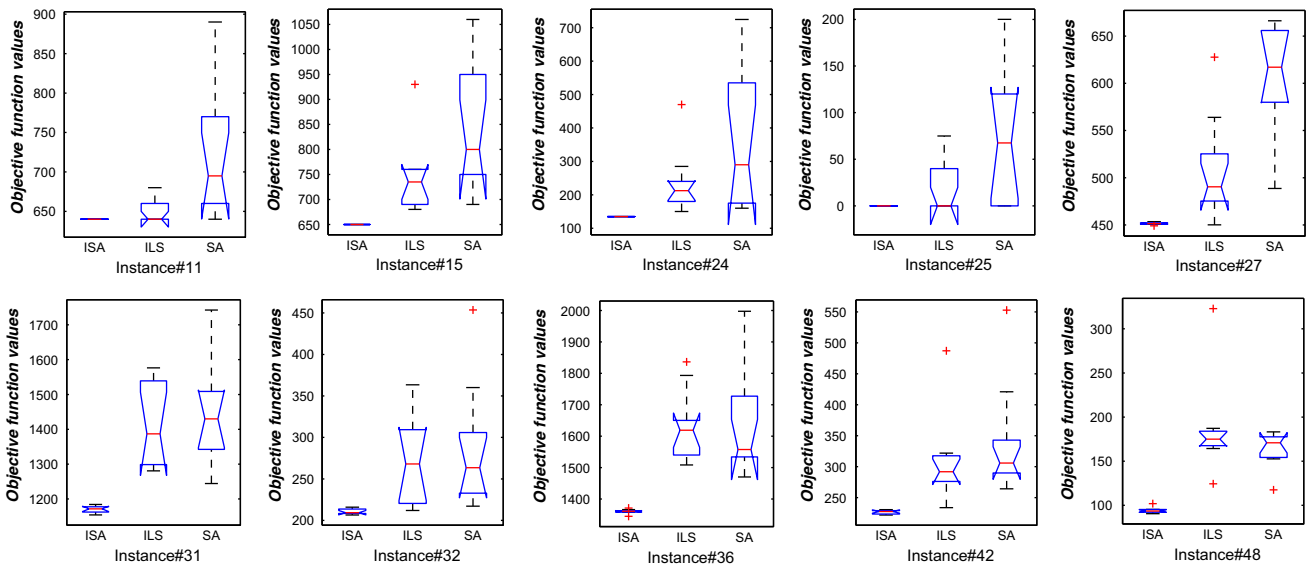 Objective function values
900
850
800
750
700
650
ISA ILS SA
Instance#11
Objective function values
1050
1000
950
900
850
800
750
700
650
ISA ILS SA
Instance#15
Objective function values
700
600
500
400
300
200
100
ISA ILS SA
Instance#24
Objective function values
200
150
100
50
0
ISA ILS SA
Instance#25
Objective function values
650
600
550
500
450
ISA ILS SA
Instance#27
Objective function values
1700
1600
1500
1400
1300
1200
ISA ILS SA
Instance#31
Objective function values
450
400
350
300
250
200
ISA ILS SA
Instance#32
Objective function values
2000
1900
1800
1700
1600
1500
1400
ISA ILS SA
Instance#36
Objective function values
550
500
450
400
350
300
250
ISA ILS SA
Instance#42
Objective function values
300
250
200
150
100
ISA ILS SA
Instance#48